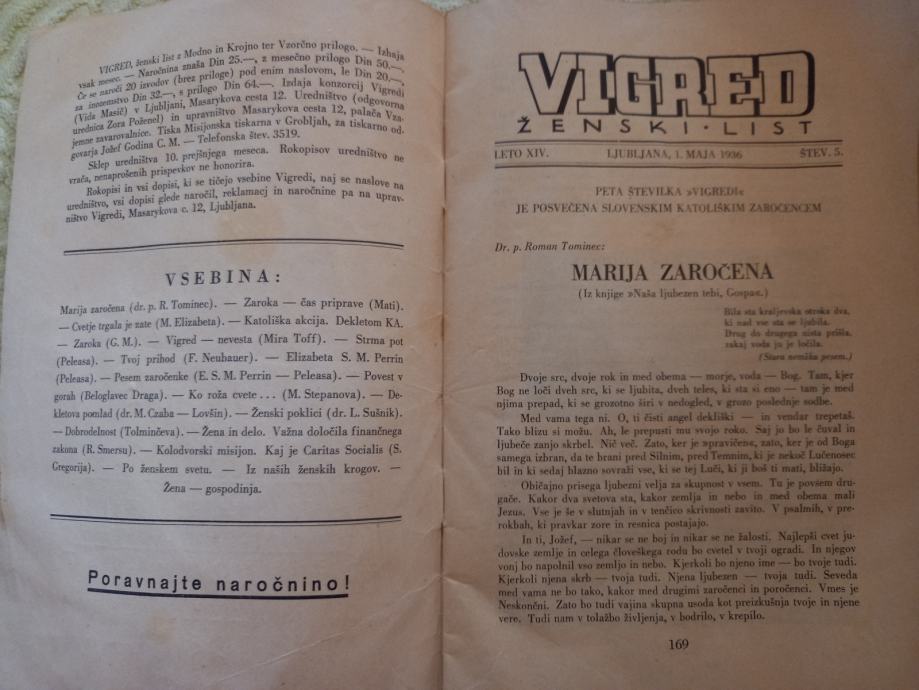 VIGRED, ženski list z Modno in Krojno ter Vzorčno prilogo. — Izhaja
vsak mesec. — Naročnina znaša Din 25.—, z mesečno prilogo Din 50.—.
Če se naroči 20 izvodov (brez priloge) pod enim naslovom, le Din 20.—,
za inozemstvo Din 32.—, s prilogo Din 64.—. Izdaja konzorcij Vigredi
(Vida Masič) v Ljubljani, Masarykova cesta 12. Uredništvo (odgovorna
urednica Zora Poženel) in upravništvo Masarykova cesta 12, palača Vza-
jemne zavarovalnice. Tiska Misijonska tiskarna v Grobljah, za tiskarno od-
govarja Jožef Godina C. M. — Telefonska štev. 3519.
Sklep uredništva 10. prejšnjega meseca. Rokopisov uredništvo ne
vrača, nenaprošenih prispevkov ne honorira.
Rokopisi in vsi dopisi, ki se tičejo vsebine Vigredi, naj se naslove na
uredništvo, vsi dopisi glede naročil, reklamacj in naročnine pa na uprav-
ništvo Vigredi, Masarykova c. 12, Ljubljana.
VSEBINA:
Marija zaročena (dr. p. R. Tominec). — Zaroka — čas priprave (Mati).
— Cvetje trgala je zate (M. Elizabeta). — Katoliška akcija. Dekletom KA.
— Zaroka (G. M.). — Vigred — nevesta (Mira Toff). — Strma pot
(Peleasa). — Tvoj prihod (F. Neubauer). — Elizabeta S. M. Perrin
(Peleasa). — Pesem zaročenke (E. S. M. Perrin — Peleasa). — Povest v
gorah (Beloglavec Draga). — Ko roža cvete ... (M. Stepanova). — De-
kletova pomlad (dr. M. Czaba — Lovšin). — Ženski poklici (dr. L. Sušnik).
— Dobrodelnost (Tolminčeva). — Žena in delo. Važna določila finančnega
zakona (R. Smersu). — Kolodvorski misijon. Kaj je Caritas Socialis (S.
Gregorija). — Po ženskem svetu. — Iz naših ženskih krogov. —
Žena — gospodinja.
Poravnajte naročnino!
VIGRED
ŽENSKI · LIST
LETO XIV. LJUBLJANA, 1. MAJA 1936 ŠTEV. 5.
PETA ŠTEVILKA »VIGREDI«
JE POSVEČENA SLOVENSKIM KATOLIŠKIM ZAROČENCEM
Dr. p. Roman Tominec:
MARIJA ZAROČENA
(Iz knjige »Naša ljubezen tebi, Gospa«.)
Bila sta kraljevska otroka dva,
ki nad vse sta se ljubila.
Drug do drugega nista prišla,
zakaj voda ju je ločila.
(Stara nemška pesem.)
Dvoje src, dvoje rok in med obema — morje, voda — Bog. Tam, kjer
Bog ne loči dveh src, ki se ljubita, dveh teles, ki sta si eno — tam je med
njima prepad, ki se grozotno širi v nedogled, v grozo poslednje sodbe.
Med vama tega ni. O, ti čisti angel dekliški — in vendar trepetaš.
Tako blizu si možu. Ah, le prepusti mu svojo roko. Saj jo bo le čuval in
ljubeče zanjo skrbel. Nič več. Zato, ker je »pravičen«, zato, ker je od Boga
samega izbran, da te brani pred Silnim, pred Temnim, ki je nekoč Lučenosec
bil in ki sedaj blazno sovraži vse, ki se tej Luči, ki ji boš ti mati, bližajo.
Običajno prisega ljubezni velja za skupnost v vsem. Tu je povšem dru-
gače. Kakor dva svetova sta, kakor zemlja in nebo in med obema mali
Jezus. Vse je še v slutnjah in v tenčico skrivnosti zavito. V psalmih, v pre-
rokbah, ki pravkar zore in resnica postajajo.
In ti, Jožef, — nikar se ne boj in nikar se ne žalosti. Najlepši cvet ju-
dovske zemlje in celega človeškega rodu bo cvetel v tvoji ogradi. In njegov
vonj bo napolnil vso zemljo in nebo. Kjerkoli bo njeno ime — bo tvoje tudi.
Kjerkoli njena skrb — tvoja tudi. Njena ljubezen — tvoja tudi. Seveda
med vama ne bo tako, kakor med drugimi zaročenci in poročenci. Vmes je
Neskončni. Zato bo tudi vajina skupna usoda kot preizkušnja tvoje in njene
vere. Tudi nam v tolažbo življenja, v bodrilo, v krepilo.
169